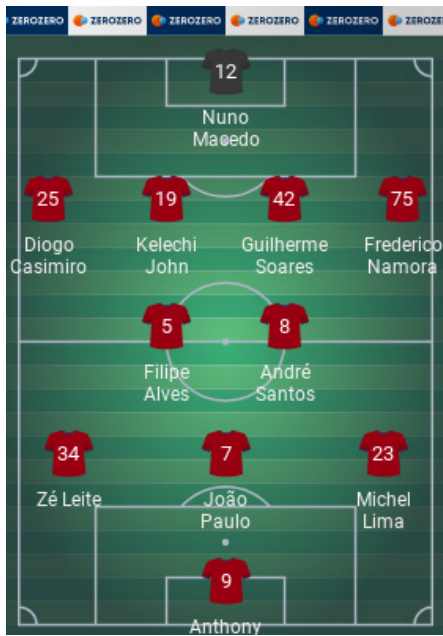 ZEROZERO ZEROZERO ZEROZERO ZEROZERO ZEROZERO ZEROZE
12
Nuno
Macedo
25 19 42 75
Diogo Kelechi Guilherme Frederico
Casimiro John Soares Namora
5 8
Filipe André
Alves Santos
34 7 23
Zé Leite João Michel
Paulo Lima
9
Anthony